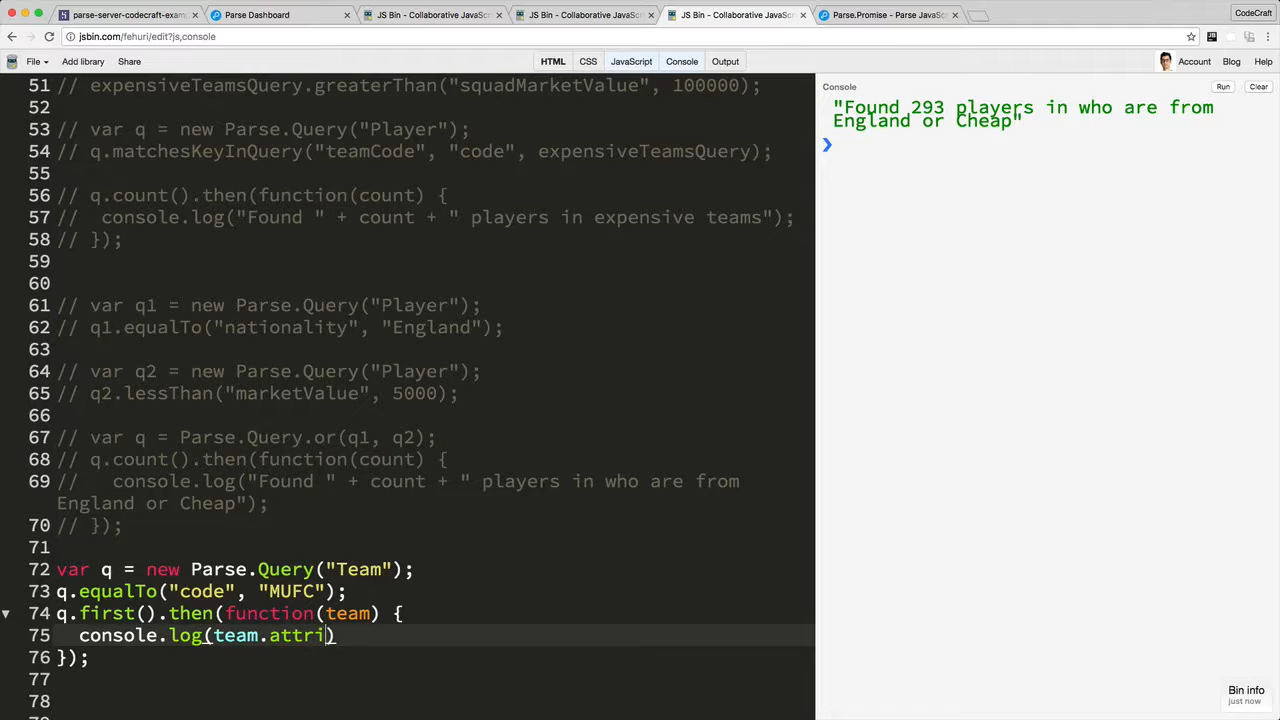 parse-server-codecraft-exam
Parse Dashboard
JS Bin - Collaborative JavaScri
JS Bin - Collaborative JavaScri
JS Bin - Collaborative JavaScri
Parse.Promise - Parse JavaSc
CodeCraft
jsbin.com/fehuri/edit?js,console
File
Add library
Share
HTML
CSS
JavaScript
Console
Output
Account
Blog
Help
51 // expensiveTeamsQuery.greaterThan("squadMarketValue", 100000);
52
53 // var q = new Parse.Query("Player");
54 // q.matchesKeyInQuery("teamCode", "code", expensiveTeamsQuery);
55
56 // q.count().then(function(count) {
57 //  console.log("Found " + count + " players in expensive teams");
58 // });
59
60
61 // var q1 = new Parse.Query("Player");
62 // q1.equalTo("nationality", "England");
63
64 // var q2 = new Parse.Query("Player");
65 // q2.lessThan("marketValue", 5000);
66
67 // var q = Parse.Query.or(q1, q2);
68 // q.count().then(function(count) {
69 //   console.log("Found " + count + " players in who are from
England or Cheap");
70 // });
71
72 var q = new Parse.Query("Team");
73 q.equalTo("code", "MUFC");
74 q.first().then(function(team) {
75   console.log(team.attri)
76 });
77
78
Console
Run
Clear
"Found 293 players in who are from
England or Cheap"
Bin info
just now